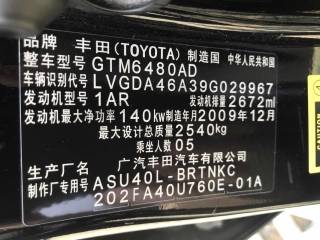 品牌 丰田(TOYOTA) 制造国 中华人民共和国
整车型号 GTM6480AD
车辆识别代号 LVGDA46A39G029967
发动机型号 1AR 发动机排量 2672ml
发动机最大净功率 140kw 制造年月 2009年12月
最大设计总质量 2540kg
乘坐人数 05
广汽丰田汽车有限公司
制作厂专用号 ASU40L-BRTNKC
202FA40U760E-01A